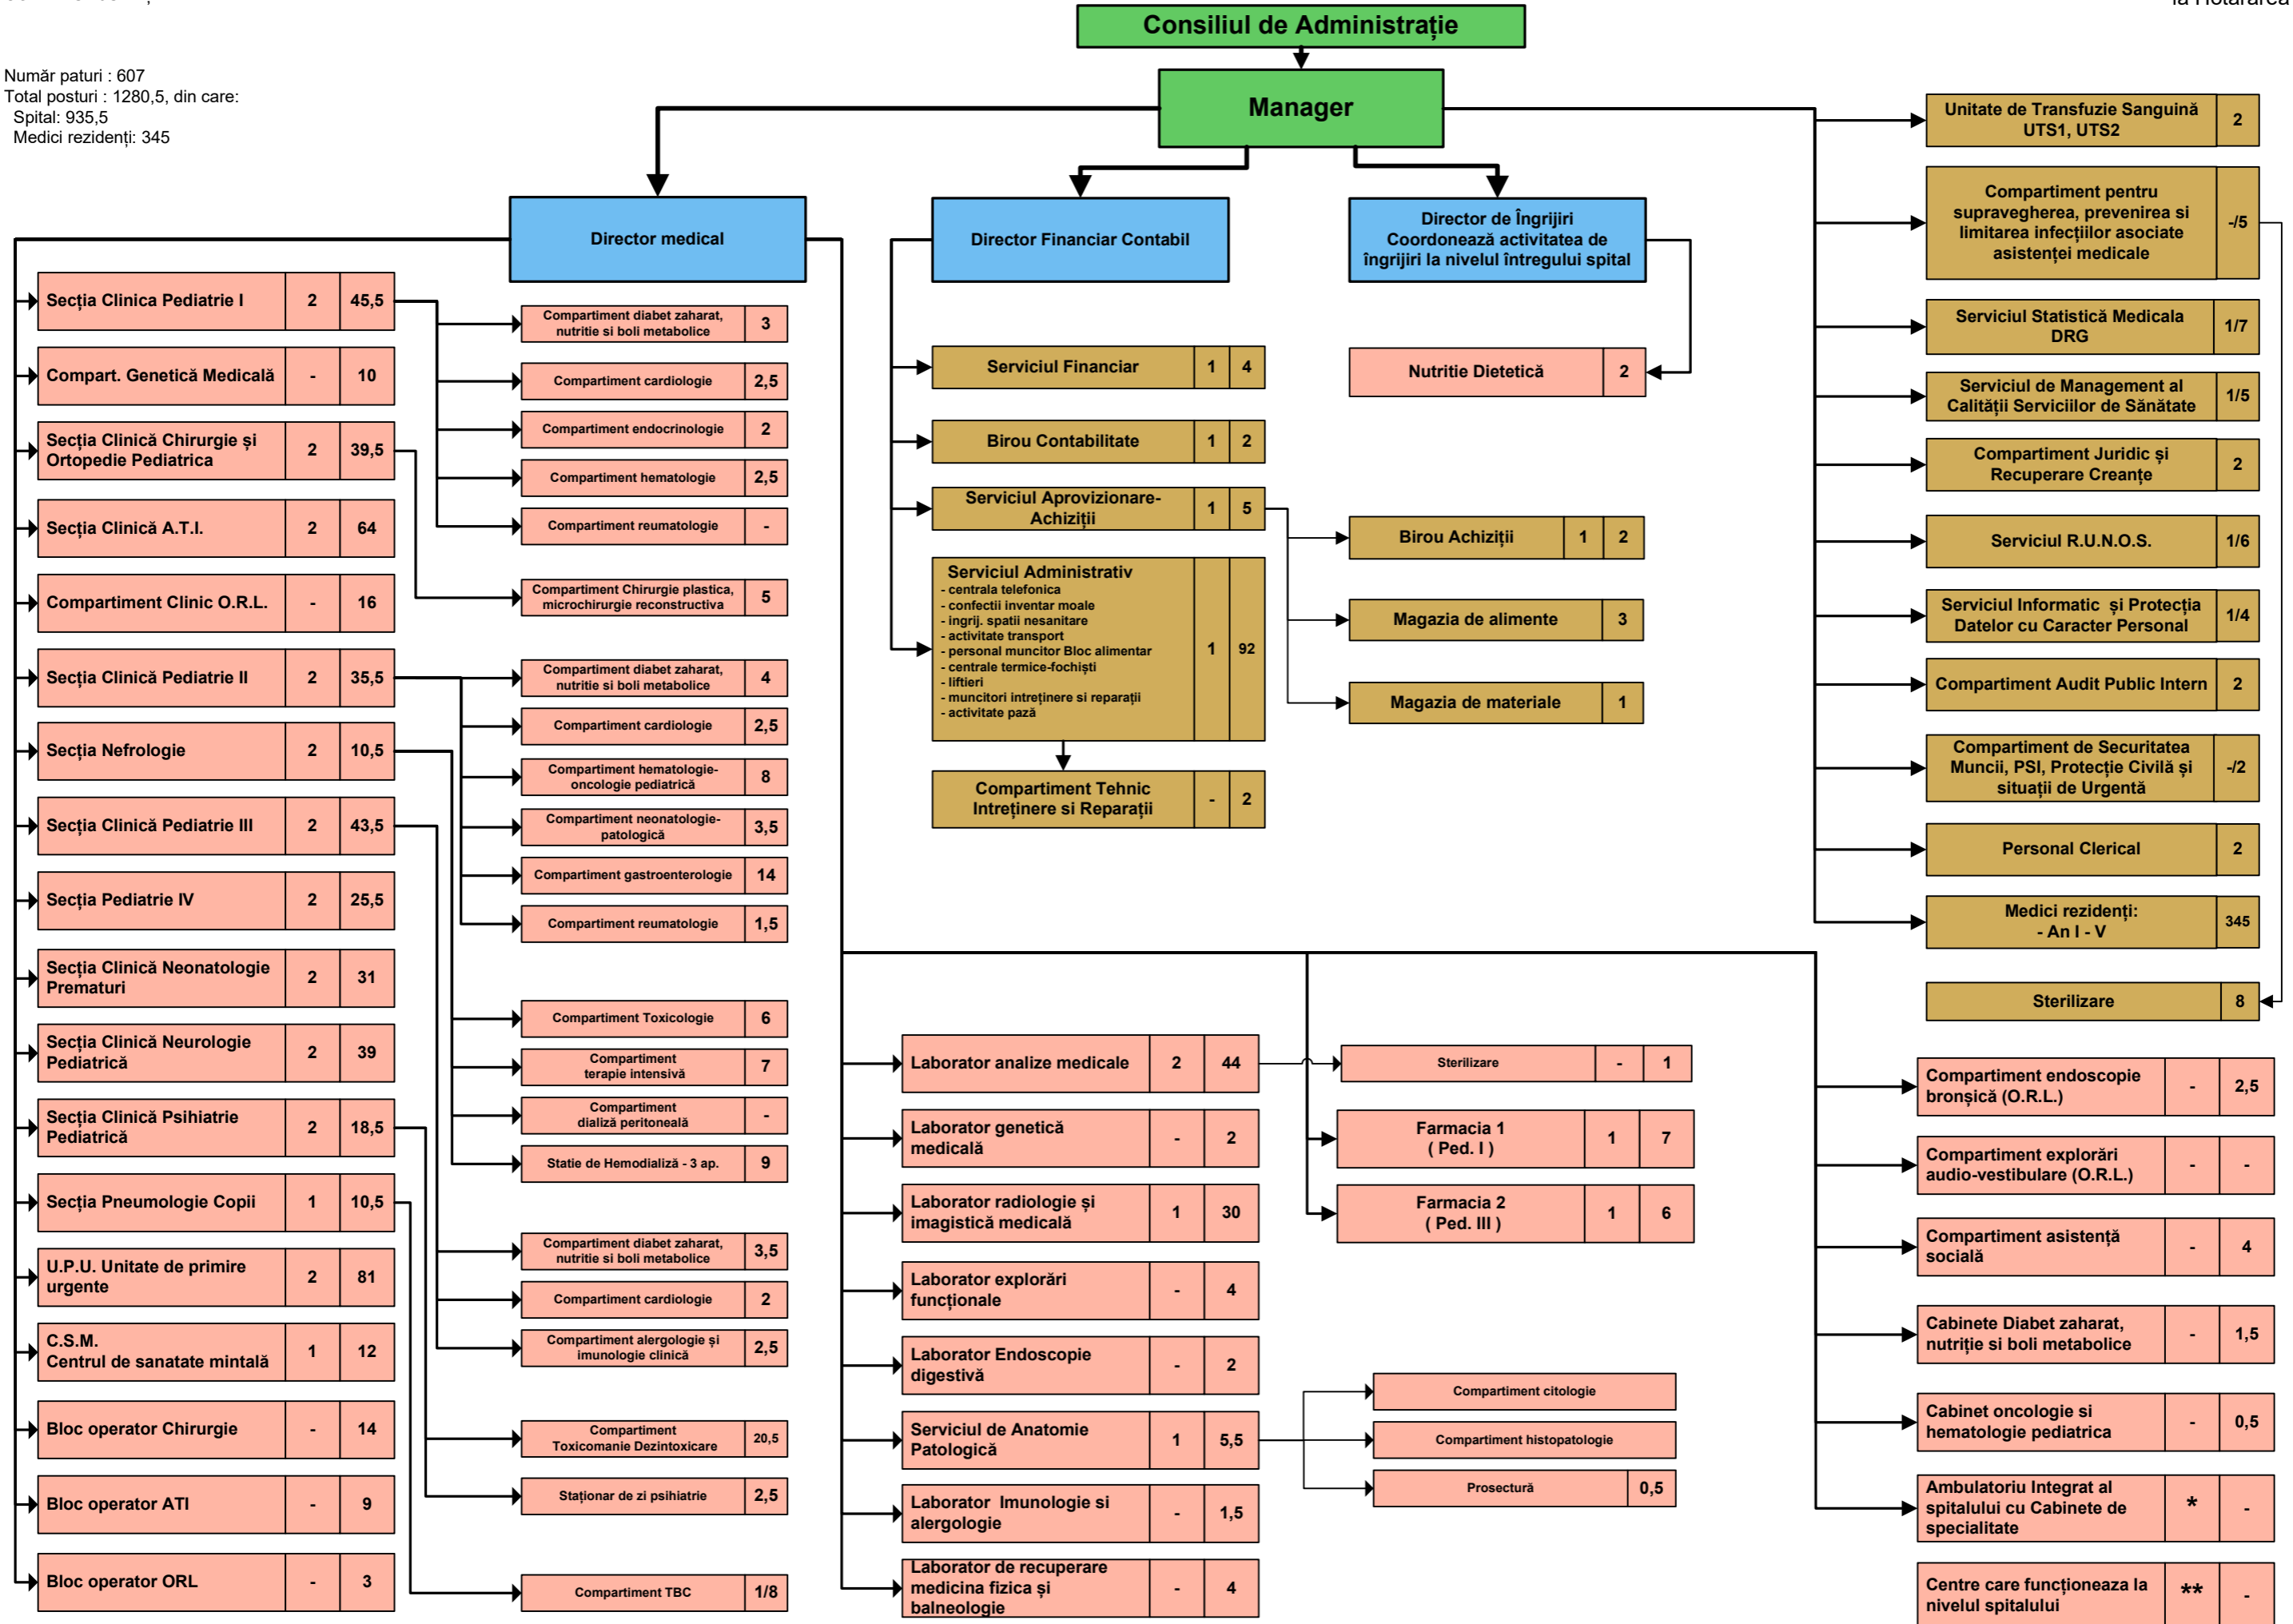 la Hotărârea
Consiliul de Administrație
Număr paturi : 607
Total posturi : 1280,5, din care:
Spital: 935,5
Medici rezidenți: 345
Manager
Director medical
Director Financiar Contabil
Director de Îngrijiri
Coordonează activitatea de
îngrijiri la nivelul întregului spital
Secția Clinica Pediatrie I 2 45,5
Compart. Genetică Medicală - 10
Secția Clinică Chirurgie și
Ortopedie Pediatrica 2 39,5
Secția Clinică A.T.I. 2 64
Compartiment Clinic O.R.L. - 16
Secția Clinică Pediatrie II 2 35,5
Secția Nefrologie 2 10,5
Secția Clinică Pediatrie III 2 43,5
Secția Pediatrie IV 2 25,5
Secția Clinică Neonatologie
Prematuri 2 31
Secția Clinică Neurologie
Pediatrică 2 39
Secția Clinică Psihiatrie
Pediatrică 2 18,5
Secția Pneumologie Copii 1 10,5
U.P.U. Unitate de primire
urgente 2 81
C.S.M.
Centrul de sanatate mintală 1 12
Bloc operator Chirurgie - 14
Bloc operator ATI - 9
Bloc operator ORL - 3
Compartiment diabet zaharat,
nutritie si boli metabolice 3
Compartiment cardiologie 2,5
Compartiment endocrinologie 2
Compartiment hematologie 2,5
Compartiment reumatologie -
Compartiment Chirurgie plastica,
microchirurgie reconstructiva 5
Compartiment diabet zaharat,
nutritie si boli metabolice 4
Compartiment cardiologie 2,5
Compartiment hematologie-
oncologie pediatrică 8
Compartiment neonatologie-
patologică 3,5
Compartiment gastroenterologie 14
Compartiment reumatologie 1,5
Compartiment Toxicologie 6
Compartiment
terapie intensivă 7
Compartiment
dializă peritoneală -
Statie de Hemodializă - 3 ap. 9
Compartiment diabet zaharat,
nutritie si boli metabolice 3,5
Compartiment cardiologie 2
Compartiment alergologie și
imunologie clinică 2,5
Compartiment
Toxicomanie Dezintoxicare 20,5
Staționar de zi psihiatrie 2,5
Compartiment TBC 1/8
Serviciul Financiar 1 4
Birou Contabilitate 1 2
Serviciul Aprovizionare-
Achiziții 1 5
Serviciul Administrativ
- centrala telefonica
- confectii inventar moale
- ingrij. spatii nesanitare
- activitate transport
- personal muncitor Bloc alimentar
- centrale termice-fochiști
- liftieri
- muncitori intreținere si reparații
- activitate pază
1 92
Compartiment Tehnic
Intreținere si Reparații - 2
Nutritie Dietetică 2
Birou Achiziții 1 2
Magazia de alimente 3
Magazia de materiale 1
Laborator analize medicale 2 44
Laborator genetică
medicală - 2
Laborator radiologie și
imagistică medicală 1 30
Laborator explorări
funcționale - 4
Laborator Endoscopie
digestivă - 2
Serviciul de Anatomie
Patologică 1 5,5
Laborator Imunologie si
alergologie - 1,5
Laborator de recuperare
medicina fizica și
balneologie - 4
Sterilizare - 1
Farmacia 1
( Ped. I ) 1 7
Farmacia 2
( Ped. III ) 1 6
Compartiment citologie
Compartiment histopatologie
Prosectură 0,5
Unitate de Transfuzie Sanguină
UTS1, UTS2 2
Compartiment pentru
supravegherea, prevenirea si
limitarea infecțiilor asociate
asistenței medicale -/5
Serviciul Statistică Medicala
DRG 1/7
Serviciul de Management al
Calității Serviciilor de Sănătate 1/5
Compartiment Juridic și
Recuperare Creanțe 2
Serviciul R.U.N.O.S. 1/6
Serviciul Informatic și Protecția
Datelor cu Caracter Personal 1/4
Compartiment Audit Public Intern 2
Compartiment de Securitatea
Muncii, PSI, Protecție Civilă și
situații de Urgentă -/2
Personal Clerical 2
Medici rezidenți:
- An I - V 345
Sterilizare 8
Compartiment endoscopie
bronșică (O.R.L.) - 2,5
Compartiment explorări
audio-vestibulare (O.R.L.) - -
Compartiment asistență
socială - 4
Cabinete Diabet zaharat,
nutriție si boli metabolice - 1,5
Cabinet oncologie si
hematologie pediatrica - 0,5
Ambulatoriu Integrat al
spitalului cu Cabinete de
specialitate * -
Centre care funcționeaza la
nivelul spitalului ** -